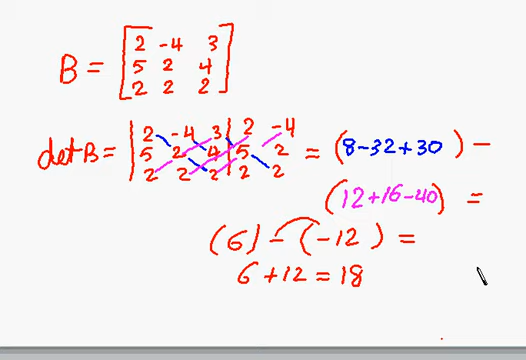 B = [ 2 -4 3
5 2 4
2 2 2 ]
det B = | 2 -4 3 | 2 -4
5 2 4 | 5 2
2 2 2 | 2 2 = (8-32+30) -
(12+16-40) =
(6) - (-12) =
6 + 12 = 18